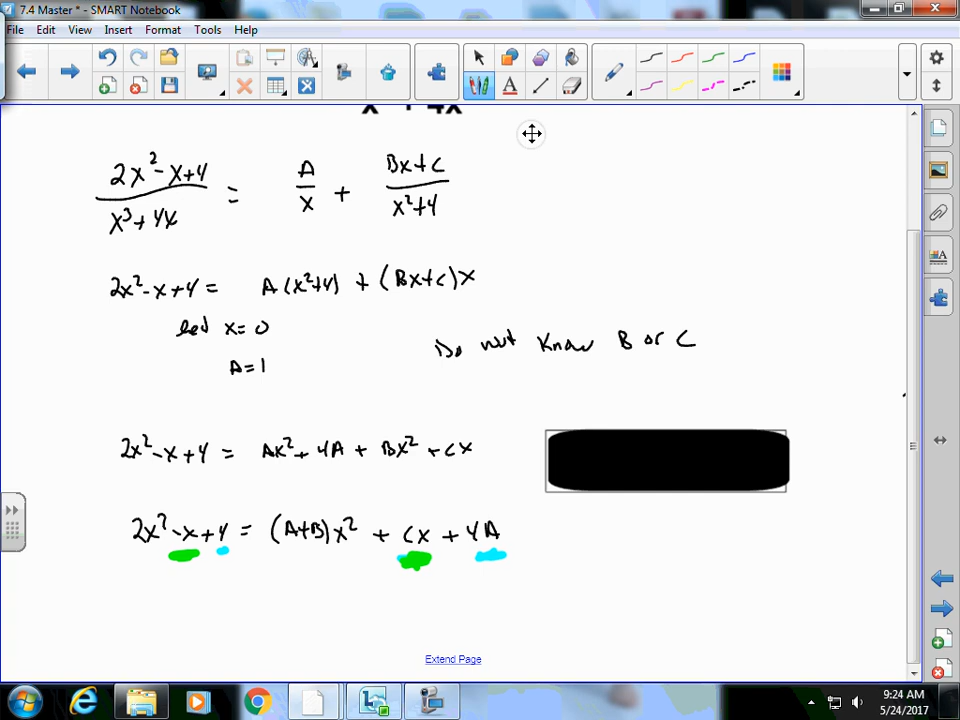 7.4 Master * - SMART Notebook
File Edit View Insert Format Tools Help
x³ + 4x
2x²-x+4 / x³+4x = A/x + Bx+C / x²+4
2x²-x+4 = A(x²+4) + (Bx+C)x
let x=0
A=1
Do not Know B or C
2x²-x+4 = Ax²+4A + Bx² + Cx
2x²-x+4 = (A+B)x² + Cx + 4A
Extend Page
9:24 AM
5/24/2017